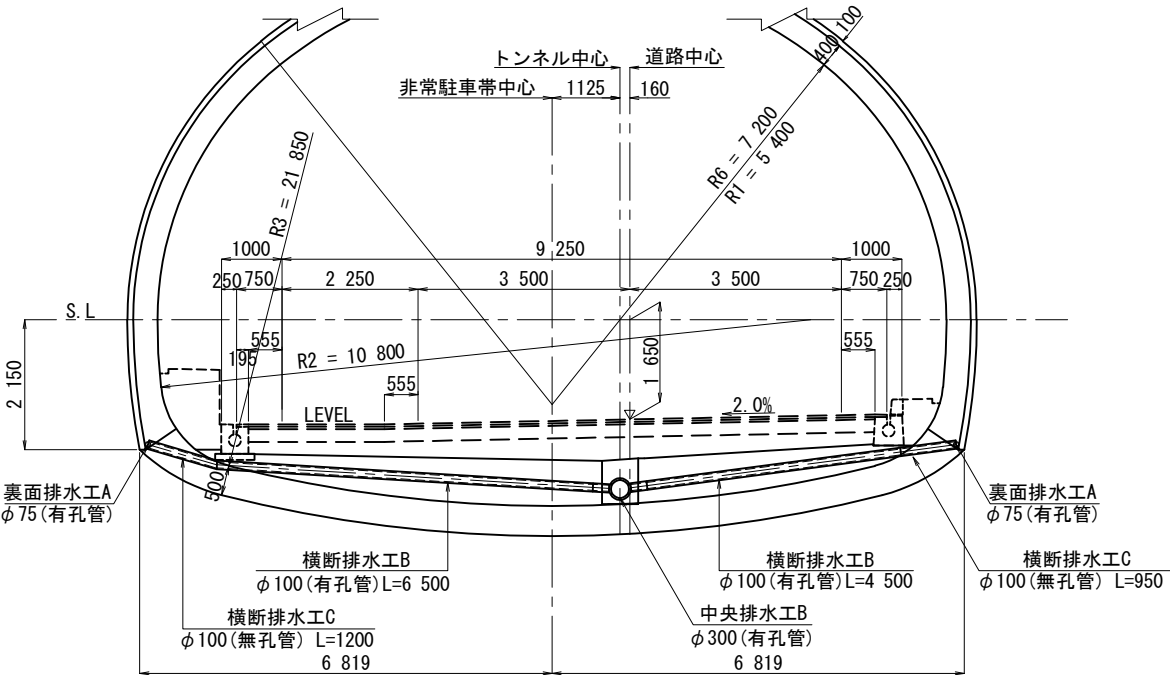 400 100
トンネル中心
道路中心
非常駐車帯中心
1125
160
R6 = 7 200
R1 = 5 400
R3 = 21 850
1000
9 250
1000
250
750
2 250
3 500
3 500
750
250
S.L
555
195
R2 = 10 800
555
1 650
555
2 150
LEVEL
2.0%
500
裏面排水工A
φ75(有孔管)
裏面排水工A
φ75(有孔管)
横断排水工B
φ100(有孔管)L=6 500
横断排水工B
φ100(有孔管)L=4 500
横断排水工C
φ100(無孔管) L=950
横断排水工C
φ100(無孔管) L=1200
中央排水工B
φ300(有孔管)
6 819
6 819